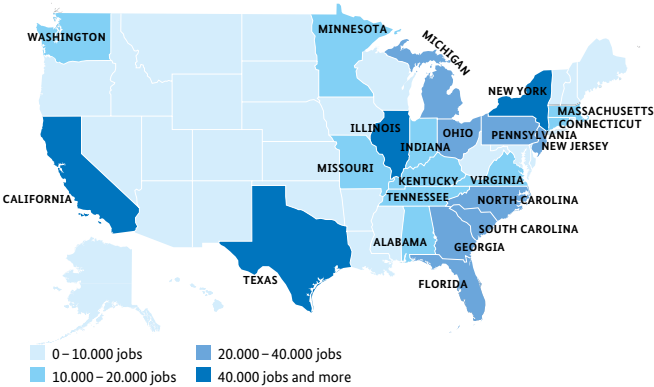 WASHINGTON
MINNESOTA
MICHIGAN
NEW YORK
MASSACHUSETTS
CONNECTICUT
ILLINOIS
OHIO
PENNSYLVANIA
NEW JERSEY
INDIANA
MISSOURI
KENTUCKY
VIRGINIA
TENNESSEE
NORTH CAROLINA
CALIFORNIA
SOUTH CAROLINA
ALABAMA
GEORGIA
TEXAS
FLORIDA
0–10.000 jobs
20.000–40.000 jobs
10.000–20.000 jobs
40.000 jobs and more